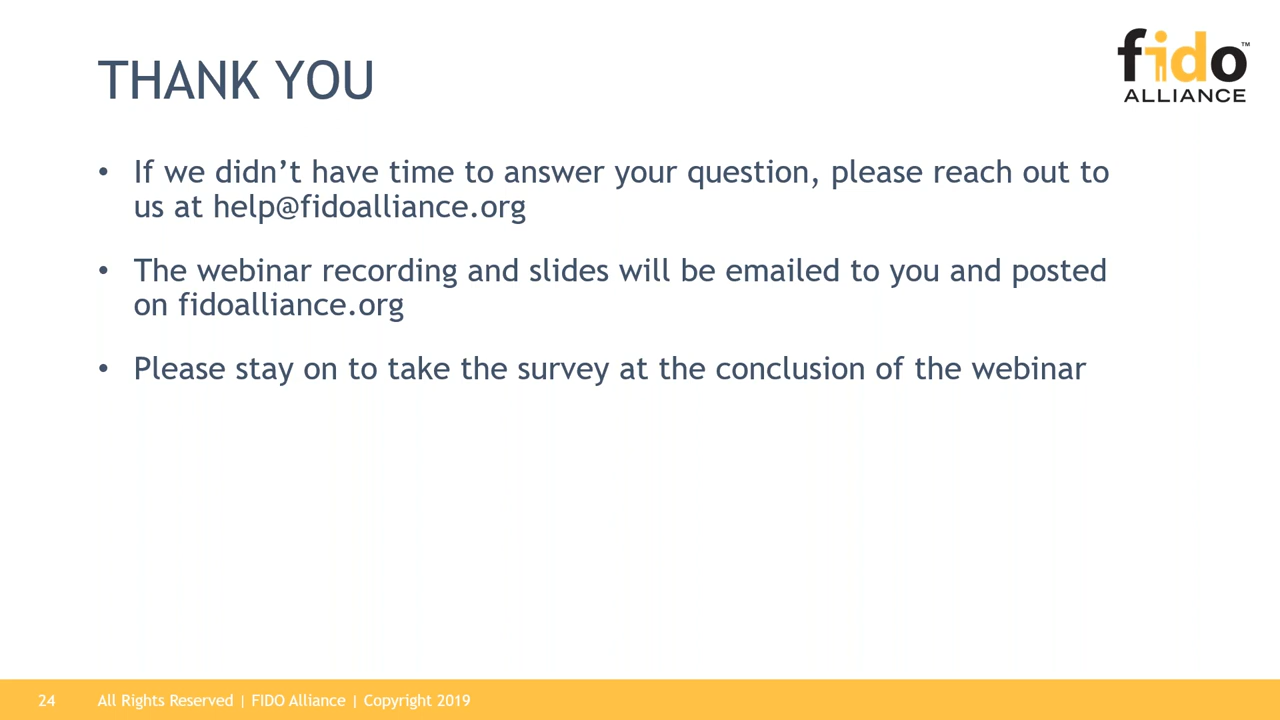 THANK YOU
fido™
ALLIANCE
• If we didn’t have time to answer your question, please reach out to
us at help@fidoalliance.org
• The webinar recording and slides will be emailed to you and posted
on fidoalliance.org
• Please stay on to take the survey at the conclusion of the webinar
24 All Rights Reserved | FIDO Alliance | Copyright 2019